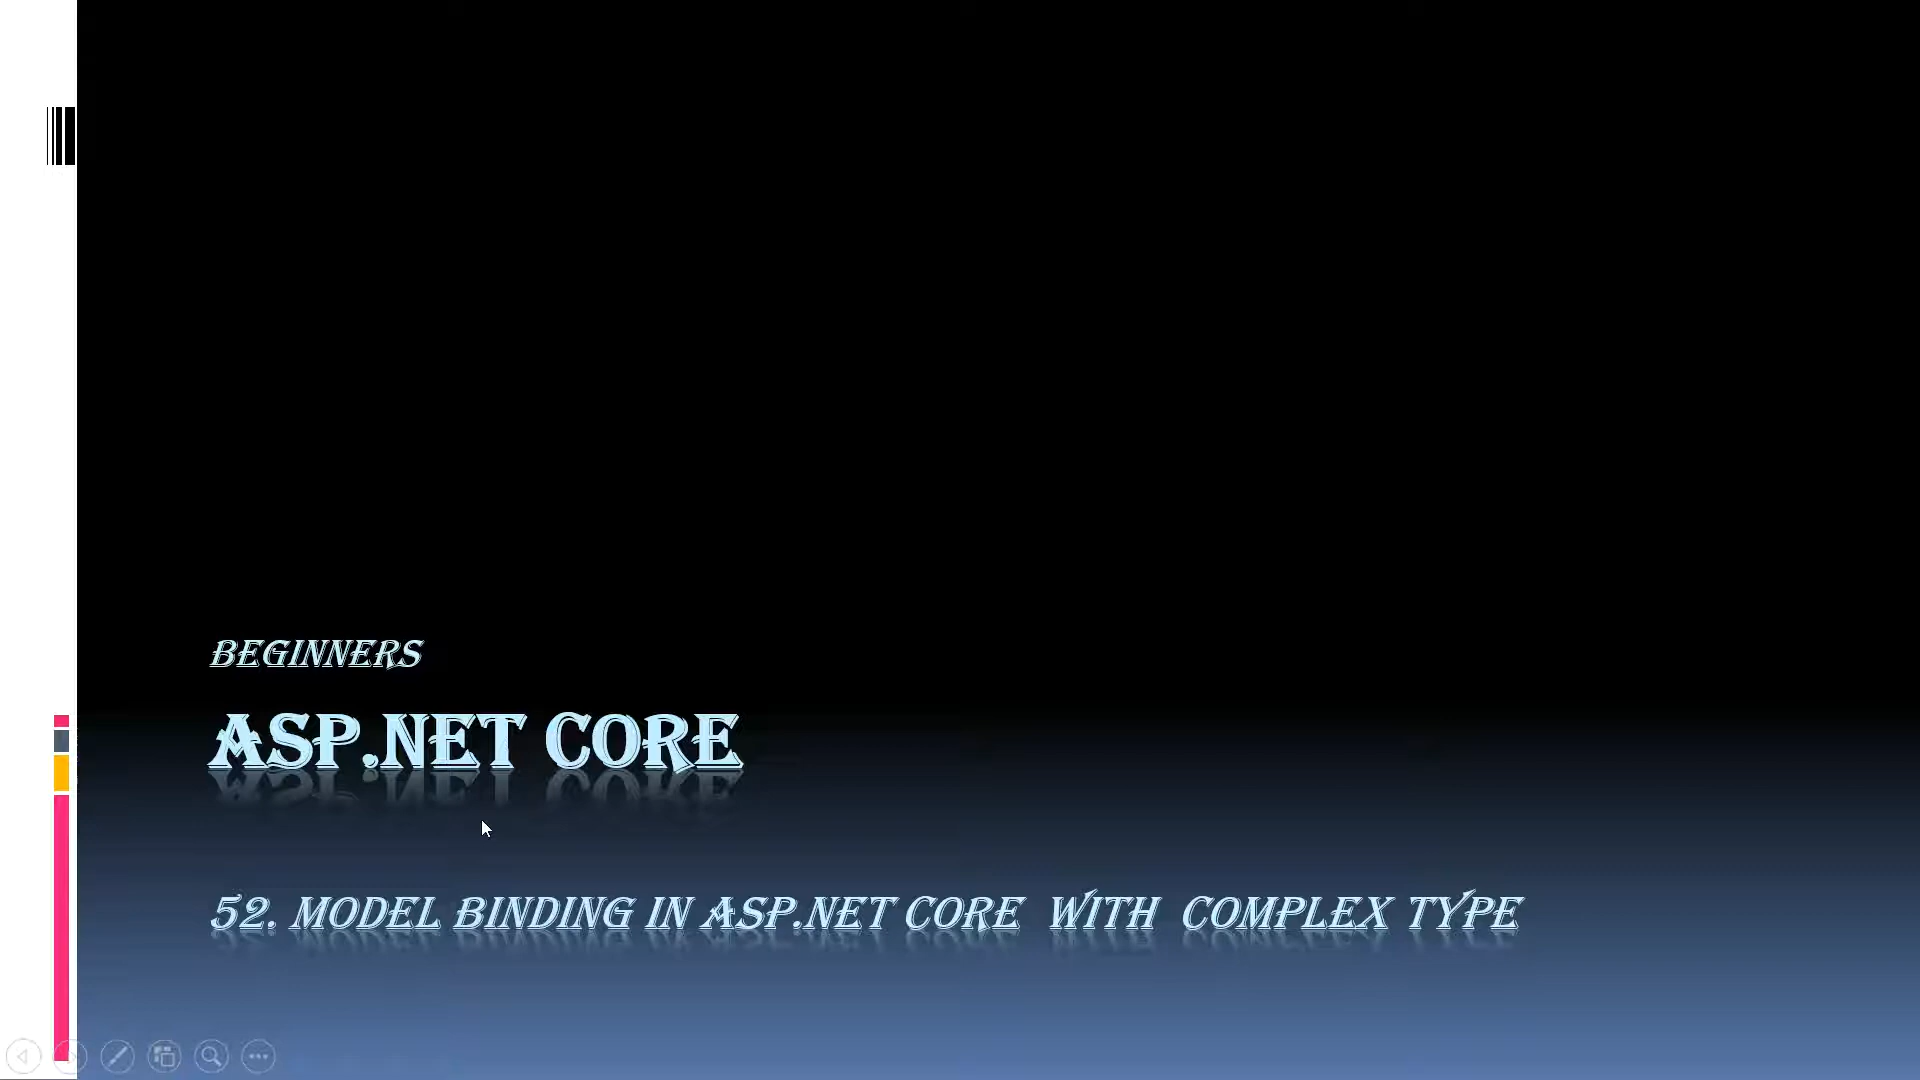 BEGINNERS
ASP.NET CORE
52. MODEL BINDING IN ASP.NET CORE WITH COMPLEX TYPE